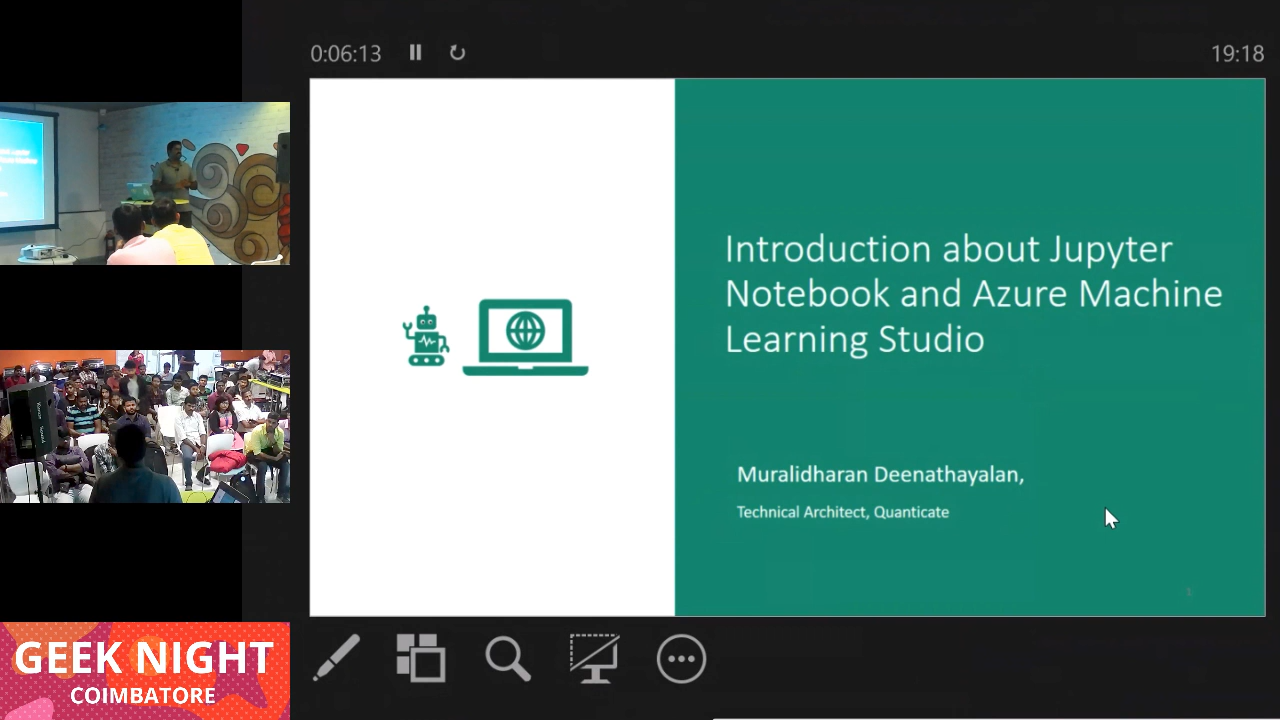 0:06:13
19:18
Introduction about Jupyter
Notebook and Azure Machine
Learning Studio
Muralidharan Deenathayalan,
Technical Architect, Quanticate
1
GEEK NIGHT
COIMBATORE